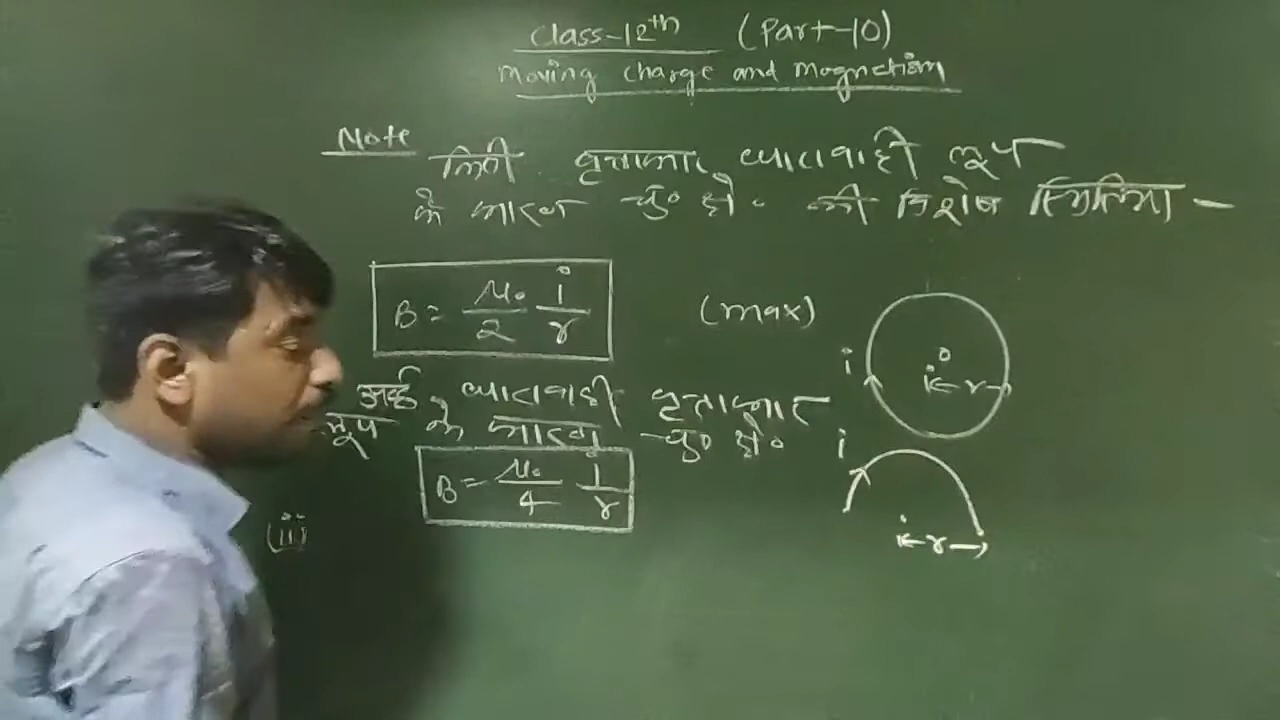 Class-12th (Part-10)
Moving Charge and Magnetism
Note किसी वृत्ताकार धारावाही लूप
के कारण चु० क्षे० की विशेष स्थितियां -
B = μ₀/2 i/r (max)
i o r
अर्द्ध धारावाही वृत्ताकार
लूप के कारण चु० क्षे० i
B = μ₀/4 i/r
r
(ii)